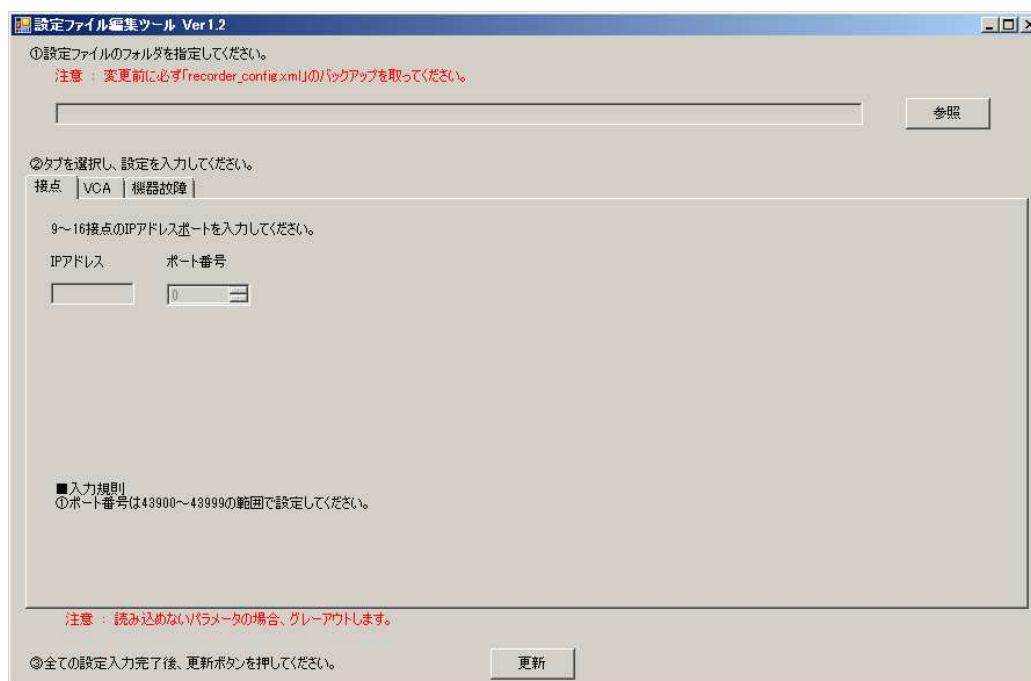 設定ファイル編集ツール Ver1.2
①設定ファイルのフォルダを指定してください。
注意 : 変更前に必ず「recorder_config.xml」のバックアップを取ってください。
参照
②タブを選択し、設定を入力してください。
接点 VCA 機器故障
9～16接点のIPアドレスポートを入力してください。
IPアドレス ポート番号
0
■入力規則
①ポート番号は43900～43999の範囲で設定してください。
注意 : 読み込めないパラメータの場合、グレーアウトします。
③全ての設定入力完了後、更新ボタンを押してください。 更新